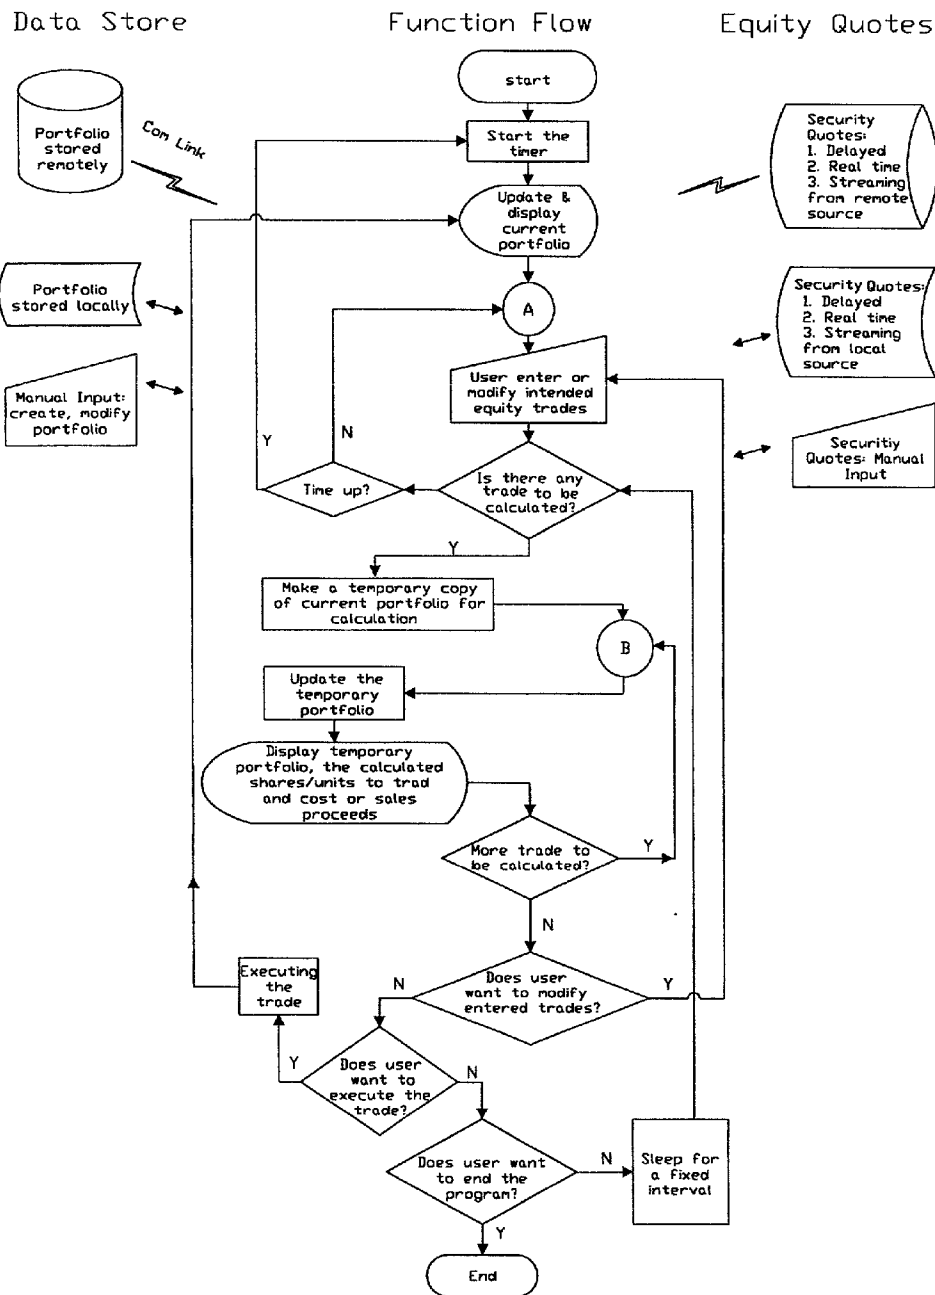 Data Store
Function Flow
Equity Quotes
start
Portfolio
stored
remotely
Com Link
Start the
timer
Security
Quotes:
1. Delayed
2. Real time
3. Streaming
from remote
source
Update &
display
current
portfolio
Portfolio
stored locally
A
Security Quotes:
1. Delayed
2. Real time
3. Streaming
from local
source
Manual Input:
create, modify
portfolio
User enter or
modify intended
equity trades
Securitiy
Quotes: Manual
Input
Y
N
Time up?
Is there any
trade to be
calculated?
Y
Make a temporary copy
of current portfolio for
calculation
B
Update the
temporary
portfolio
Display temporary
portfolio, the calculated
shares/units to trad
and cost or sales
proceeds
More trade to
be calculated?
Y
N
Executing
the
trade
N
Does user
want to modify
entered trades?
Y
Y
Does user
want to
execute the
trade?
N
Does user want
to end the
program?
N
Sleep for
a fixed
interval
Y
End